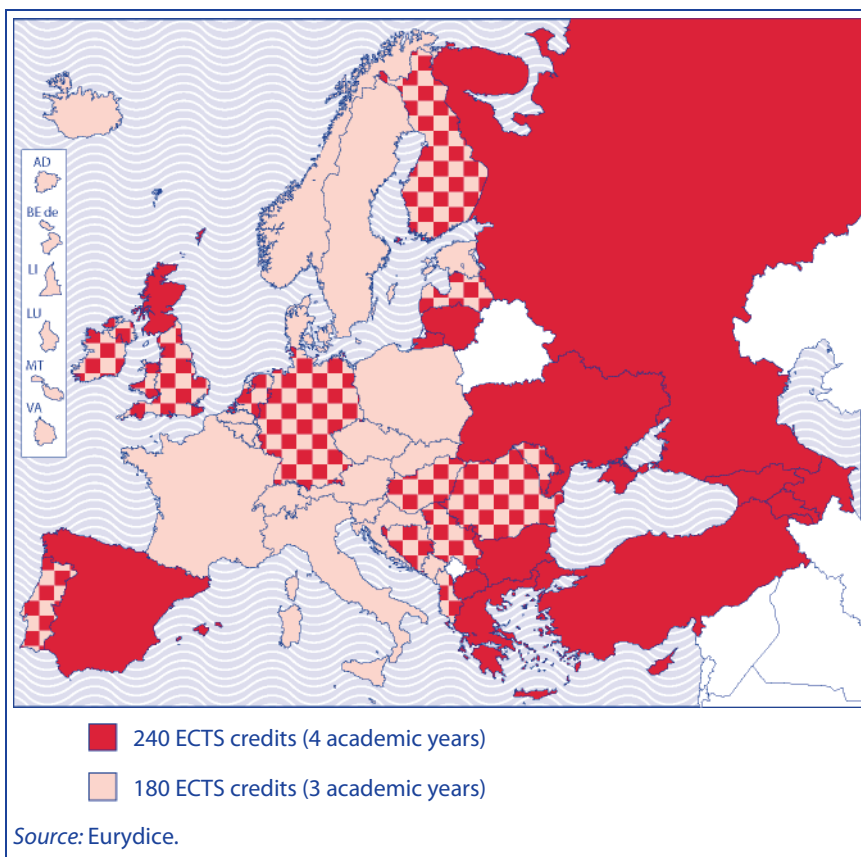 AD
BE de
LI
LU
MT
VA
240 ECTS credits (4 academic years)
180 ECTS credits (3 academic years)
Source: Eurydice.